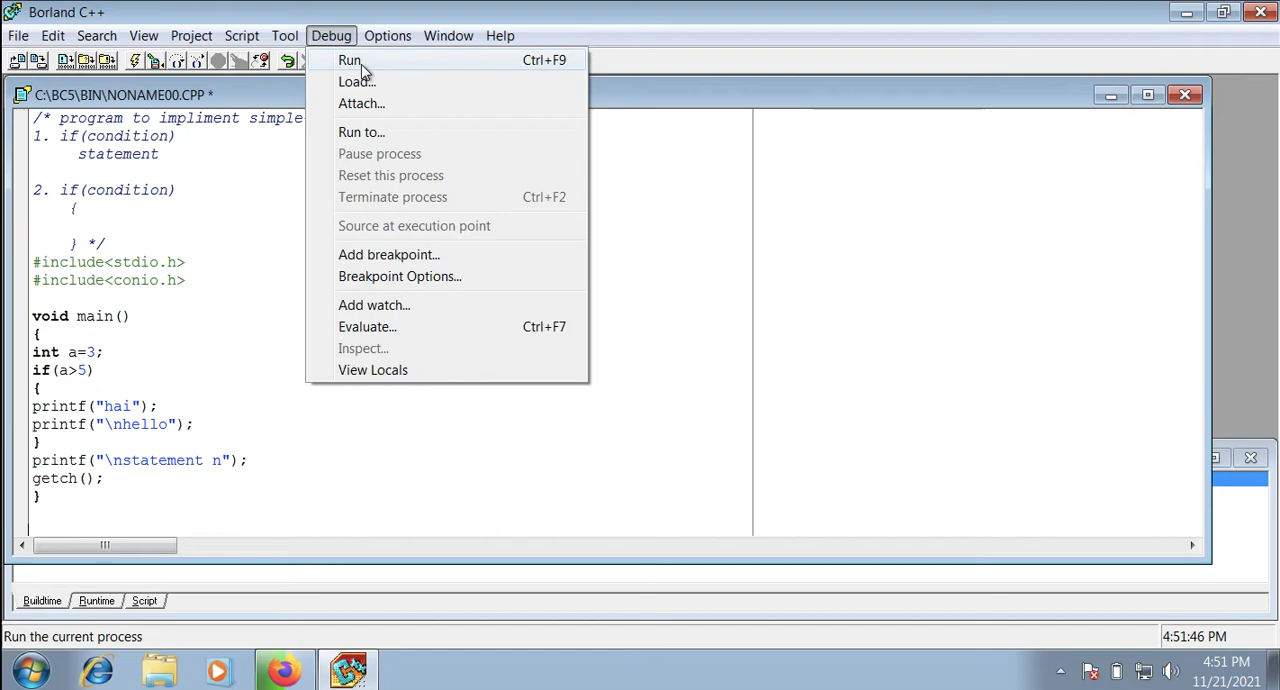 Borland C++
File Edit Search View Project Script Tool Debug Options Window Help
Run Ctrl+F9
Load...
Attach...
Run to...
Pause process
Reset this process
Terminate process Ctrl+F2
Source at execution point
Add breakpoint...
Breakpoint Options...
Add watch...
Evaluate... Ctrl+F7
Inspect...
View Locals
C:\BC5\BIN\NONAME00.CPP *
/* program to impliment simple
1. if(condition)
statement
2. if(condition)
{
} */
#include<stdio.h>
#include<conio.h>
void main()
{
int a=3;
if(a>5)
{
printf("hai");
printf("\nhello");
}
printf("\nstatement n");
getch();
}
Buildtime Runtime Script
Run the current process 4:51:46 PM
4:51 PM
11/21/2021